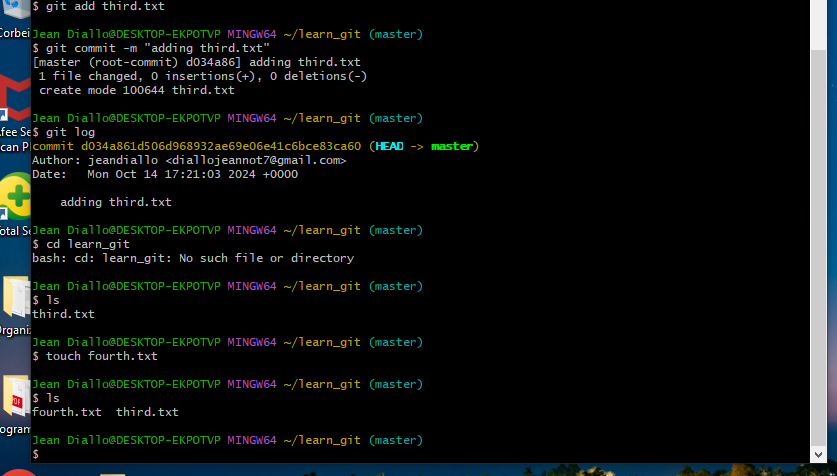 $ git add third.txt
Jean Diallo@DESKTOP-EKPOTVP MINGW64 ~/learn_git (master)
$ git commit -m "adding third.txt"
[master (root-commit) d034a86] adding third.txt
 1 file changed, 0 insertions(+), 0 deletions(-)
 create mode 100644 third.txt
Jean Diallo@DESKTOP-EKPOTVP MINGW64 ~/learn_git (master)
$ git log
commit d034a861d506d968932ae69e06e41c6bce83ca60 (HEAD -> master)
Author: jeandiallo <diallojeannot7@gmail.com>
Date:   Mon Oct 14 17:21:03 2024 +0000
    adding third.txt
Jean Diallo@DESKTOP-EKPOTVP MINGW64 ~/learn_git (master)
$ cd learn_git
bash: cd: learn_git: No such file or directory
Jean Diallo@DESKTOP-EKPOTVP MINGW64 ~/learn_git (master)
$ ls
third.txt
Jean Diallo@DESKTOP-EKPOTVP MINGW64 ~/learn_git (master)
$ touch fourth.txt
Jean Diallo@DESKTOP-EKPOTVP MINGW64 ~/learn_git (master)
$ ls
fourth.txt  third.txt
Jean Diallo@DESKTOP-EKPOTVP MINGW64 ~/learn_git (master)
$
Corbei
Afee Se
can P
Total Se
Organi
PDF
rogram